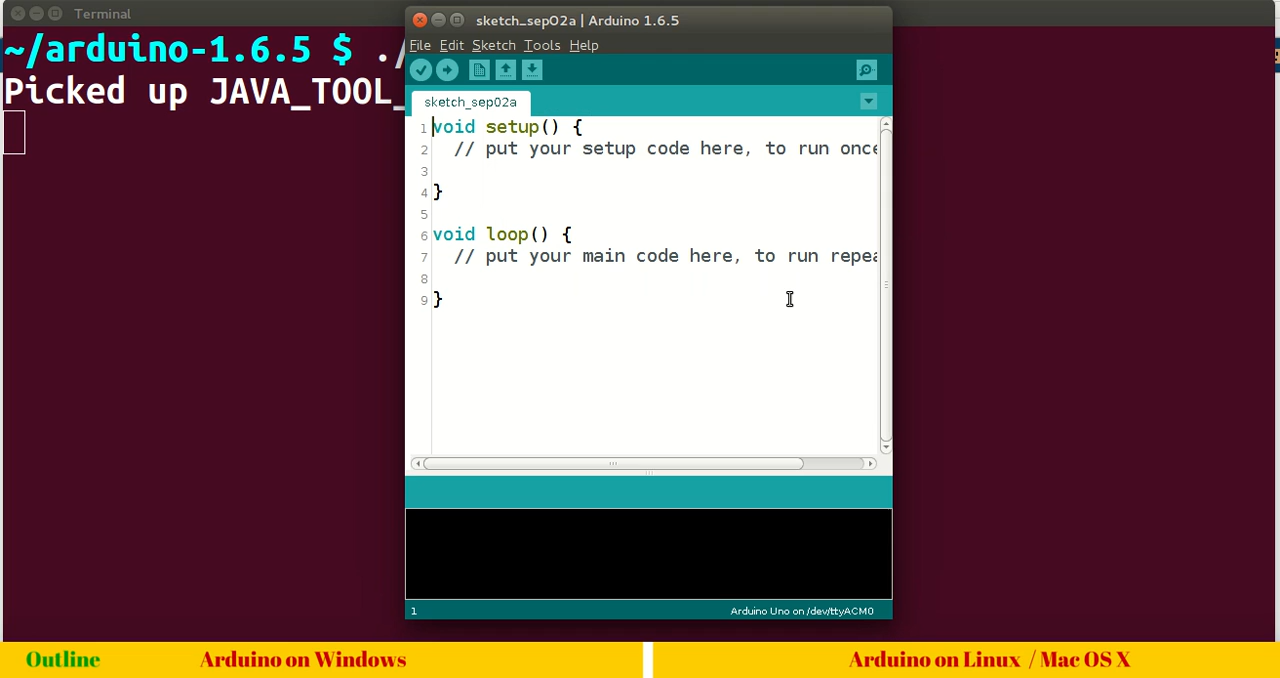 Terminal
~/arduino-1.6.5 $ ./
Picked up JAVA_TOOL_
sketch_sep02a | Arduino 1.6.5
File Edit Sketch Tools Help
sketch_sep02a
1 void setup() {
2 // put your setup code here, to run once
3
4 }
5
6 void loop() {
7 // put your main code here, to run repea
8
9 }
1 Arduino Uno on /dev/ttyACM0
Outline Arduino on Windows Arduino on Linux / Mac OS X